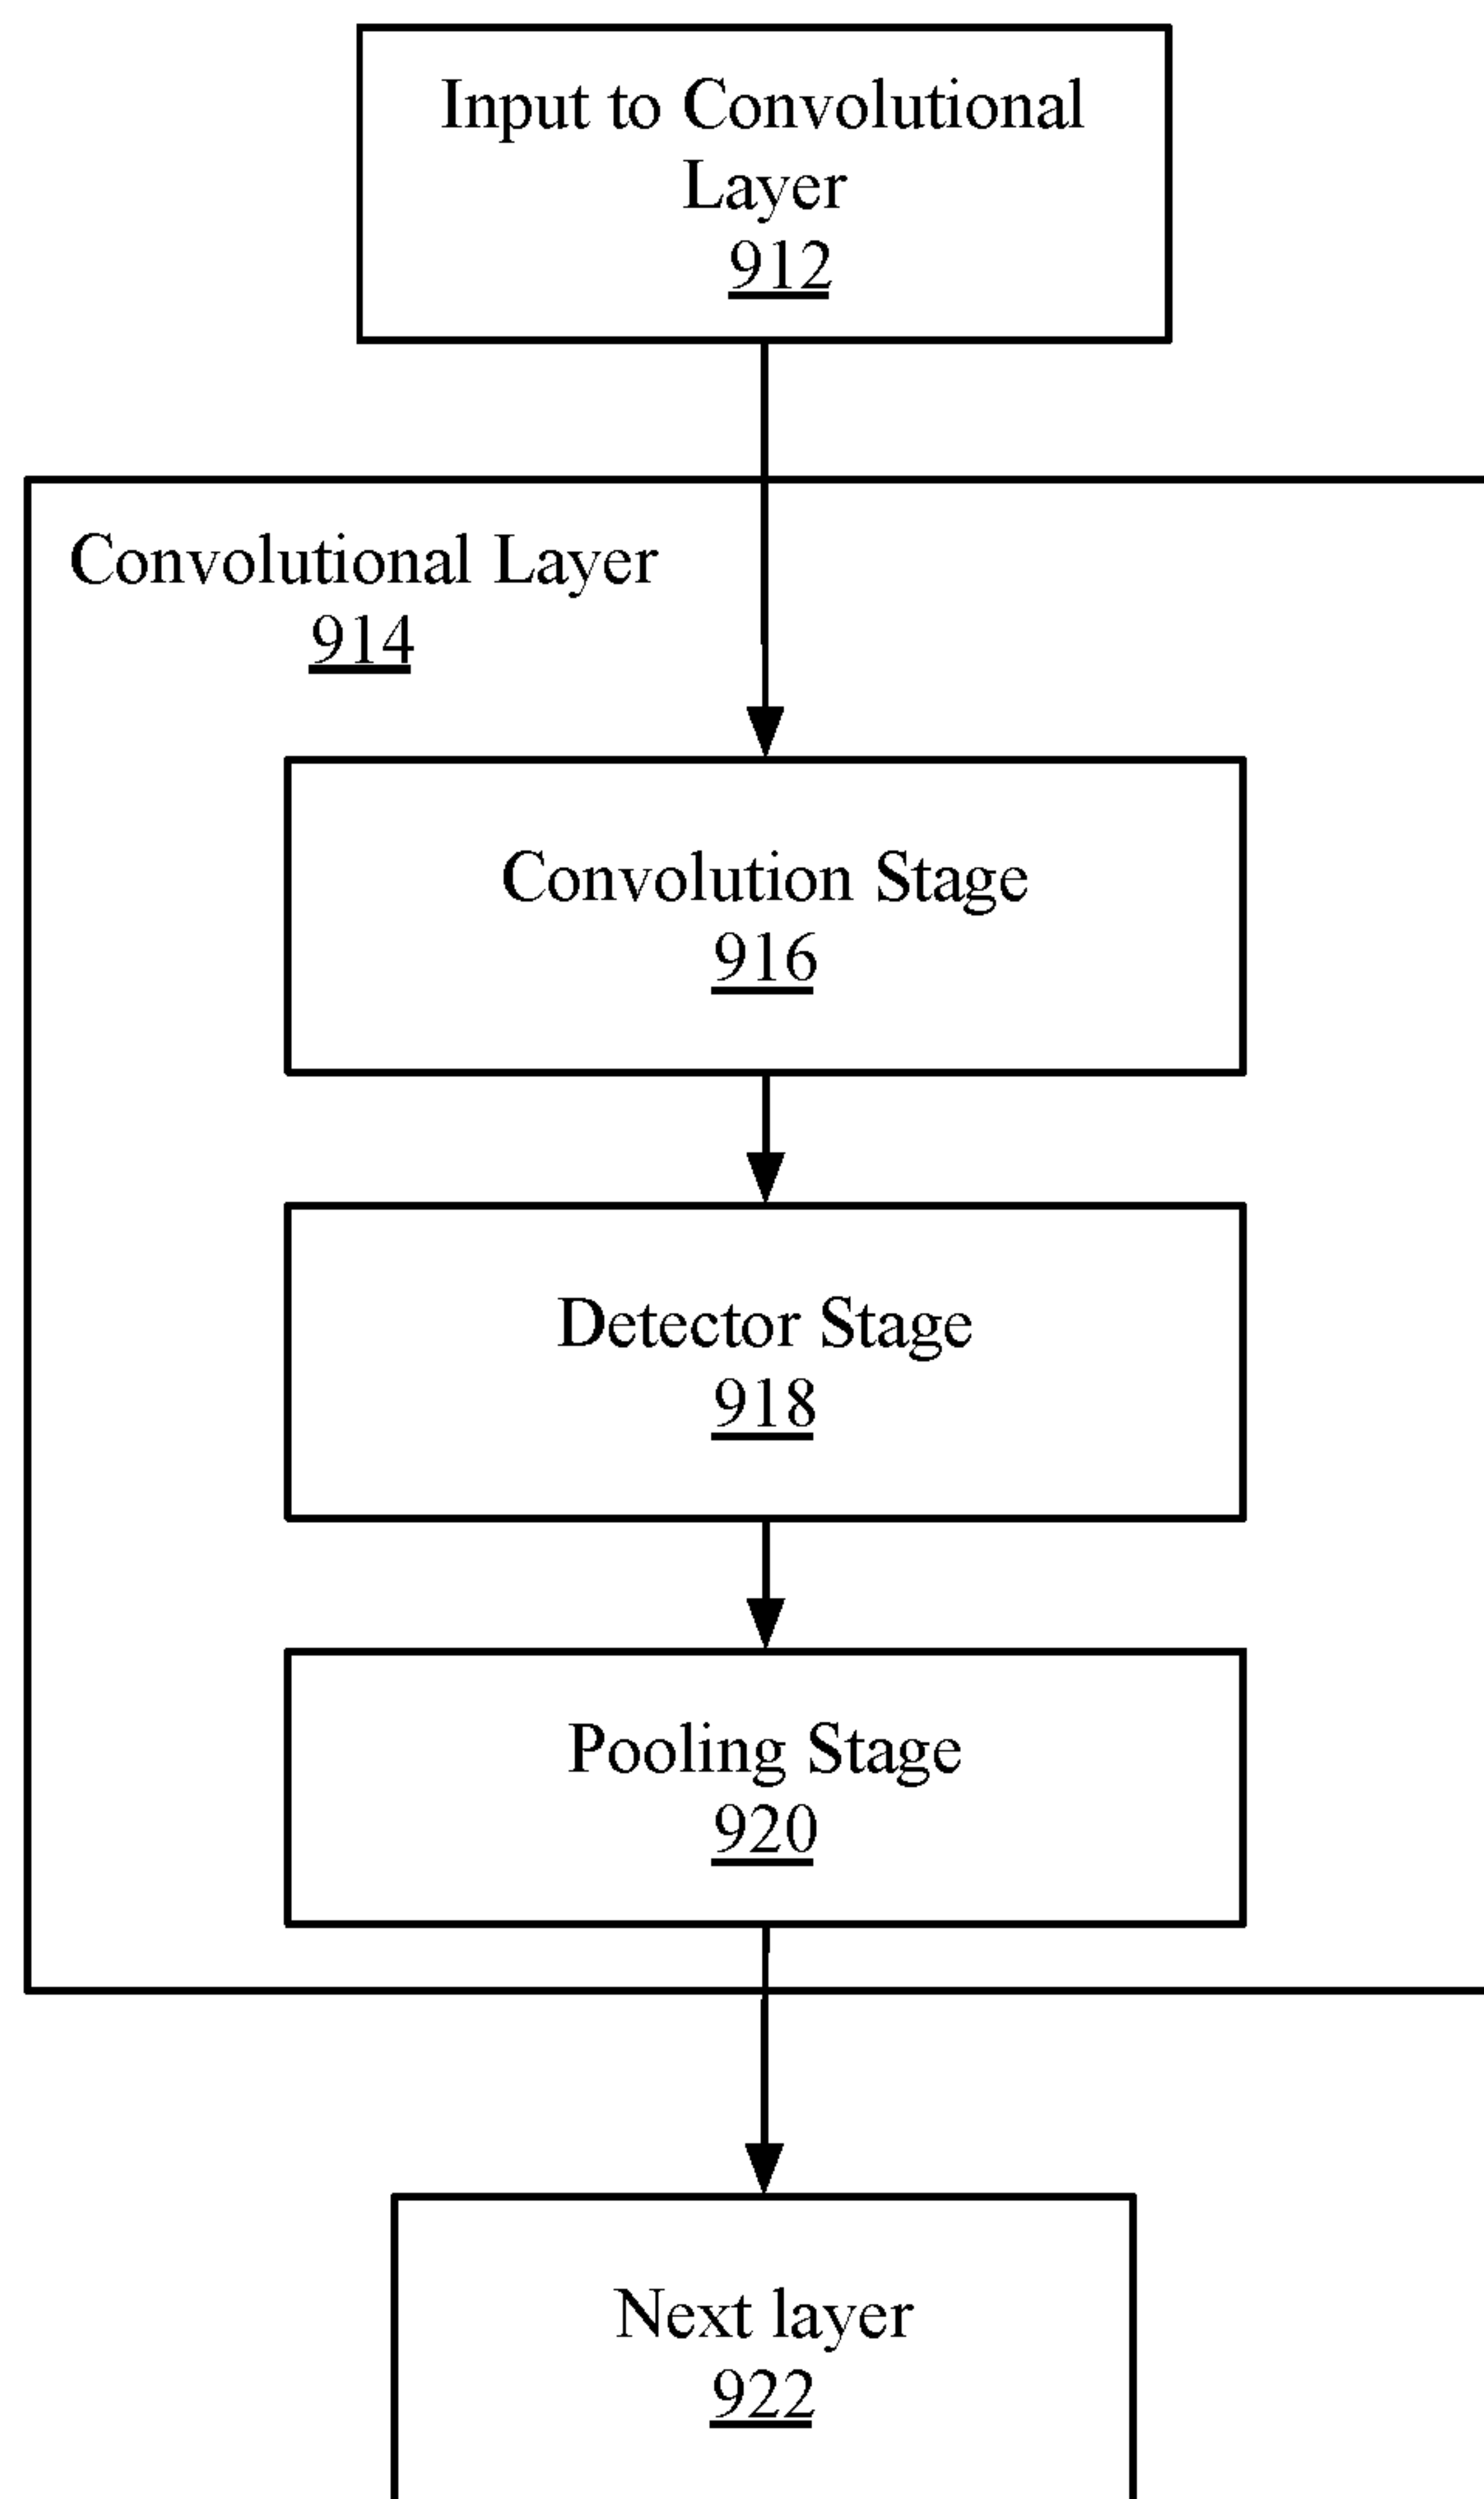 Input to Convolutional
Layer
912
Convolutional Layer
914
Convolution Stage
916
Detector Stage
918
Pooling Stage
920
Next layer
922